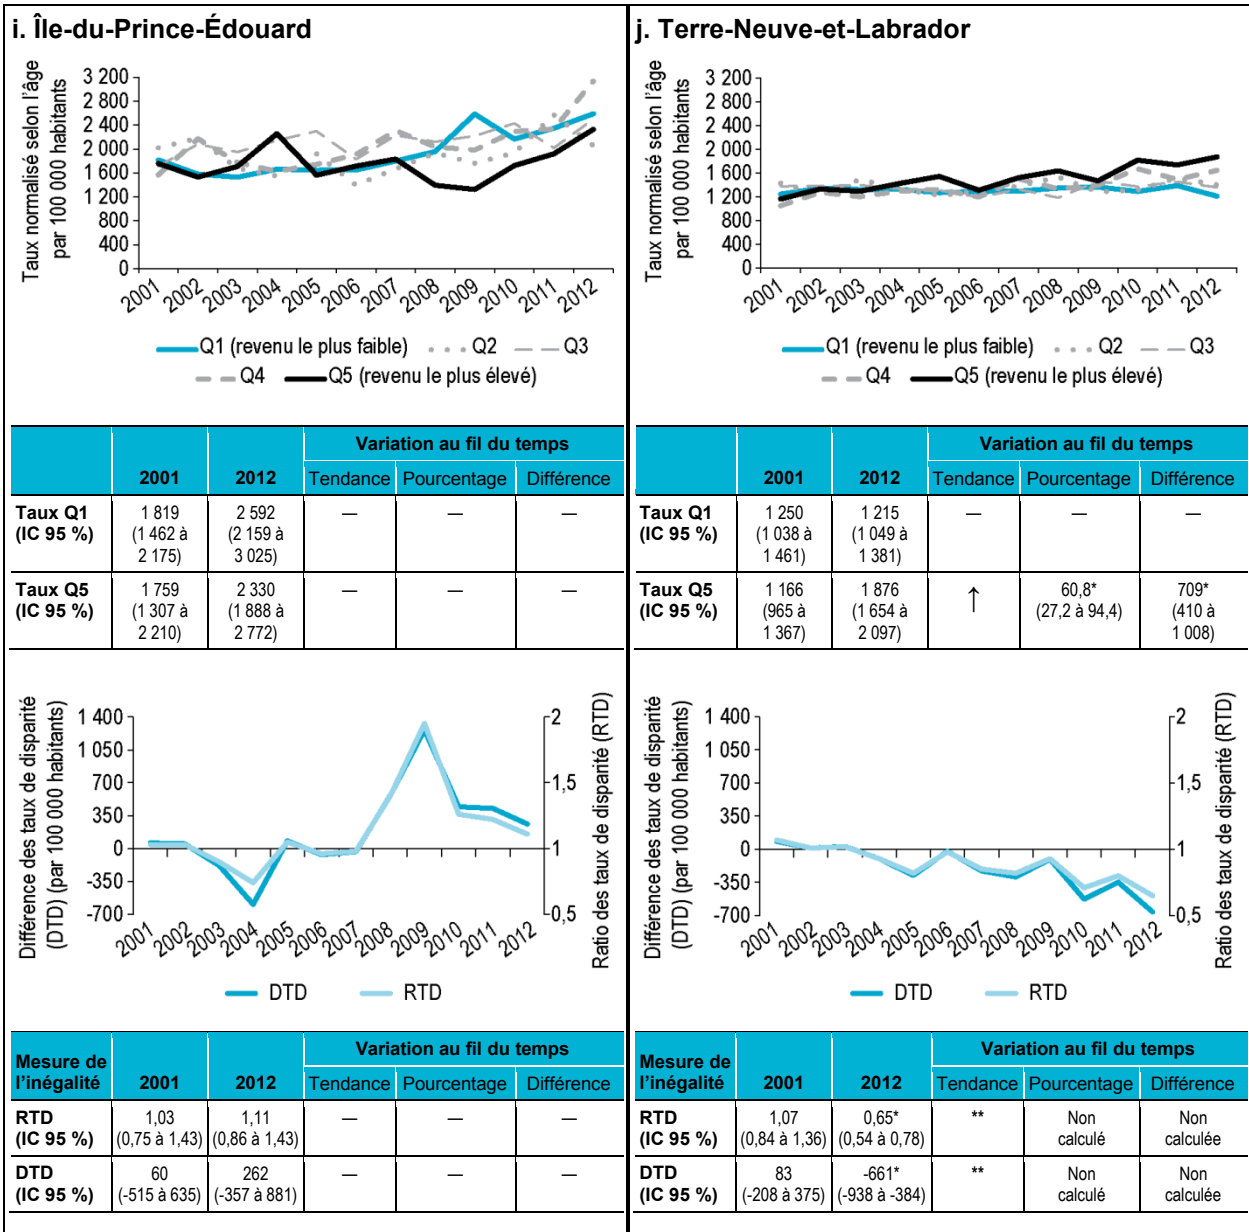 i. Île-du-Prince-Édouard
Taux normalisé selon l’âge
par 100 000 habitants
3 200
2 800
2 400
2 000
1 600
1 200
800
400
0
2001
2002
2003
2004
2005
2006
2007
2008
2009
2010
2011
2012
Q1 (revenu le plus faible) Q2 Q3
Q4 Q5 (revenu le plus élevé)
Variation au fil du temps
2001 2012 Tendance Pourcentage Différence
Taux Q1 1 819 2 592 — — —
(IC 95 %) (1 462 à (2 159 à
2 175) 3 025)
Taux Q5 1 759 2 330 — — —
(IC 95 %) (1 307 à (1 888 à
2 210) 2 772)
Différence des taux de disparité
(DTD) (par 100 000 habitants)
1 400
1 050
700
350
0
-350
-700
2
1,5
1
0,5
Ratio des taux de disparité (RTD)
2001
2002
2003
2004
2005
2006
2007
2008
2009
2010
2011
2012
DTD RTD
Mesure de Variation au fil du temps
l’inégalité 2001 2012 Tendance Pourcentage Différence
RTD 1,03 1,11 — — —
(IC 95 %) (0,75 à 1,43) (0,86 à 1,43)
DTD 60 262 — — —
(IC 95 %) (-515 à 635) (-357 à 881)
j. Terre-Neuve-et-Labrador
Taux normalisé selon l’âge
par 100 000 habitants
3 200
2 800
2 400
2 000
1 600
1 200
800
400
0
2001
2002
2003
2004
2005
2006
2007
2008
2009
2010
2011
2012
Q1 (revenu le plus faible) Q2 Q3
Q4 Q5 (revenu le plus élevé)
Variation au fil du temps
2001 2012 Tendance Pourcentage Différence
Taux Q1 1 250 1 215 — — —
(IC 95 %) (1 038 à (1 049 à
1 461) 1 381)
Taux Q5 1 166 1 876 ↑ 60,8* 709*
(IC 95 %) (965 à (1 654 à (27,2 à 94,4) (410 à
1 367) 2 097) 1 008)
Différence des taux de disparité
(DTD) (par 100 000 habitants)
1 400
1 050
700
350
0
-350
-700
2
1,5
1
0,5
Ratio des taux de disparité (RTD)
2001
2002
2003
2004
2005
2006
2007
2008
2009
2010
2011
2012
DTD RTD
Mesure de Variation au fil du temps
l’inégalité 2001 2012 Tendance Pourcentage Différence
RTD 1,07 0,65* ** Non Non
(IC 95 %) (0,84 à 1,36) (0,54 à 0,78) calculé calculée
DTD 83 -661* ** Non Non
(IC 95 %) (-208 à 375) (-938 à -384) calculé calculée